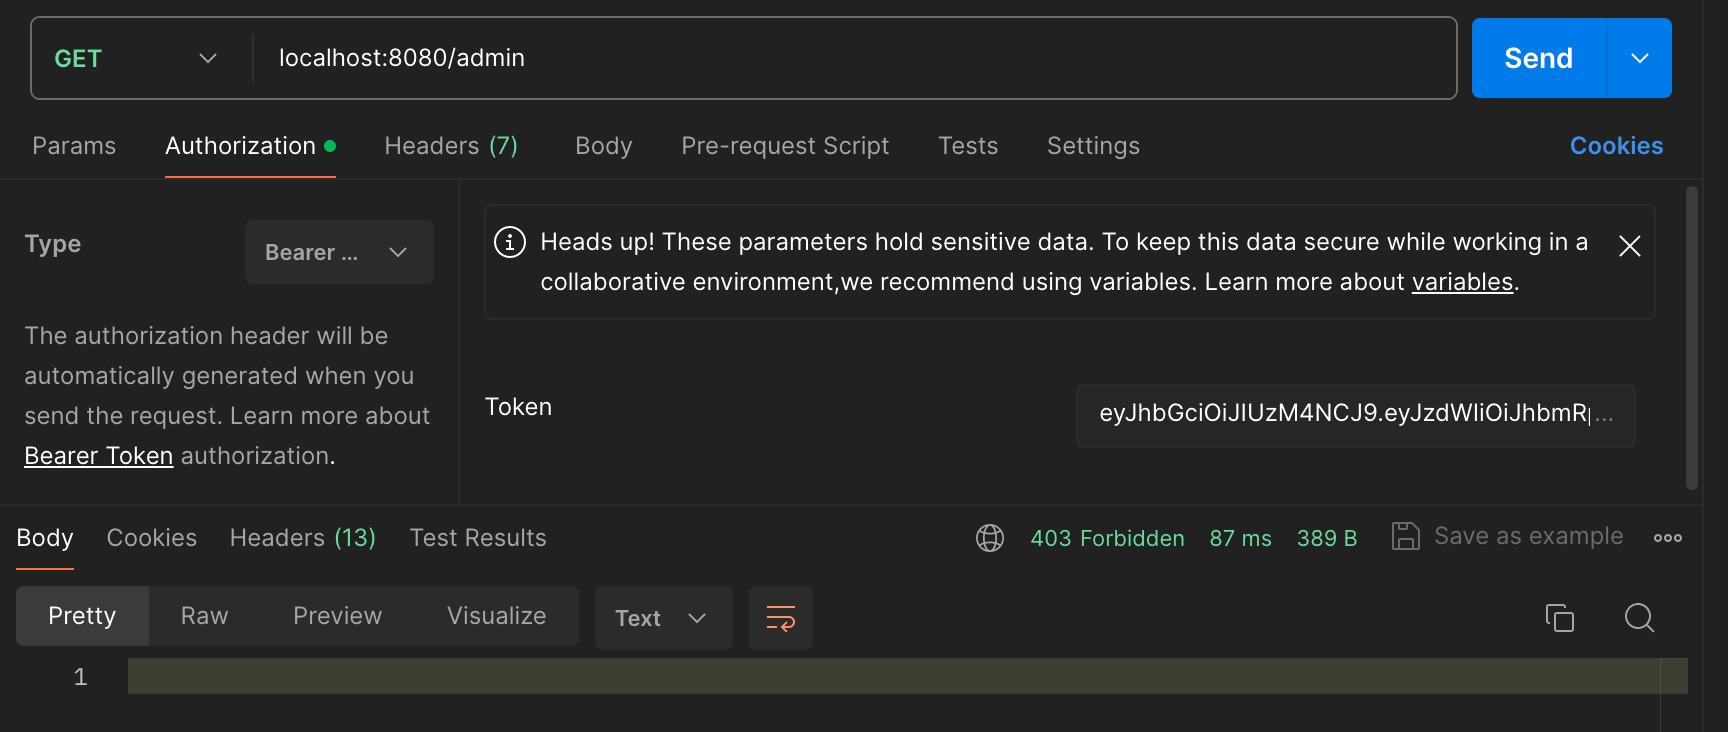 GET localhost:8080/admin Send
Params Authorization Headers (7) Body Pre-request Script Tests Settings Cookies
Type Bearer ...
The authorization header will be
automatically generated when you
send the request. Learn more about
Bearer Token authorization.
Heads up! These parameters hold sensitive data. To keep this data secure while working in a
collaborative environment,we recommend using variables. Learn more about variables.
Token eyJhbGciOiJIUzM4NCJ9.eyJzdWIiOiJhbmR...
Body Cookies Headers (13) Test Results 403 Forbidden 87 ms 389 B Save as example
Pretty Raw Preview Visualize Text
1